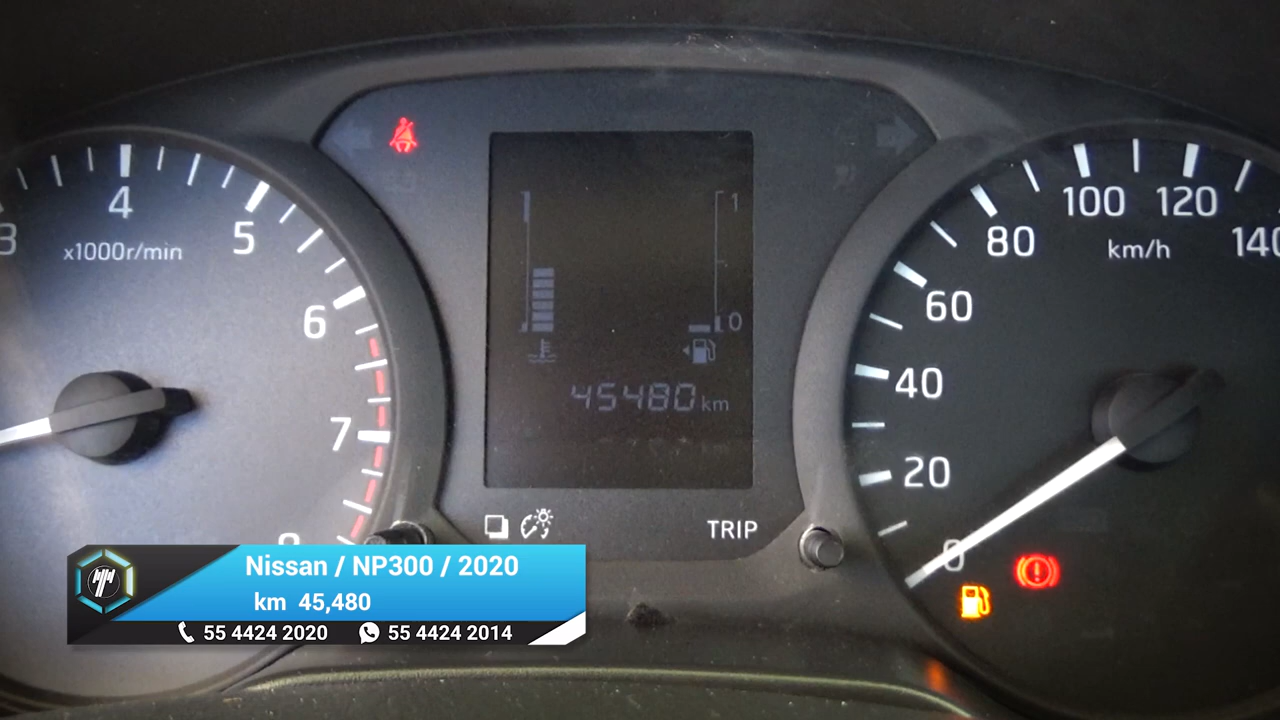 3
4
5
6
7
8
x1000r/min
1
0
45480 km
TRIP
0
20
40
60
80
100
120
140
km/h
Nissan / NP300 / 2020
km 45,480
55 4424 2020 55 4424 2014